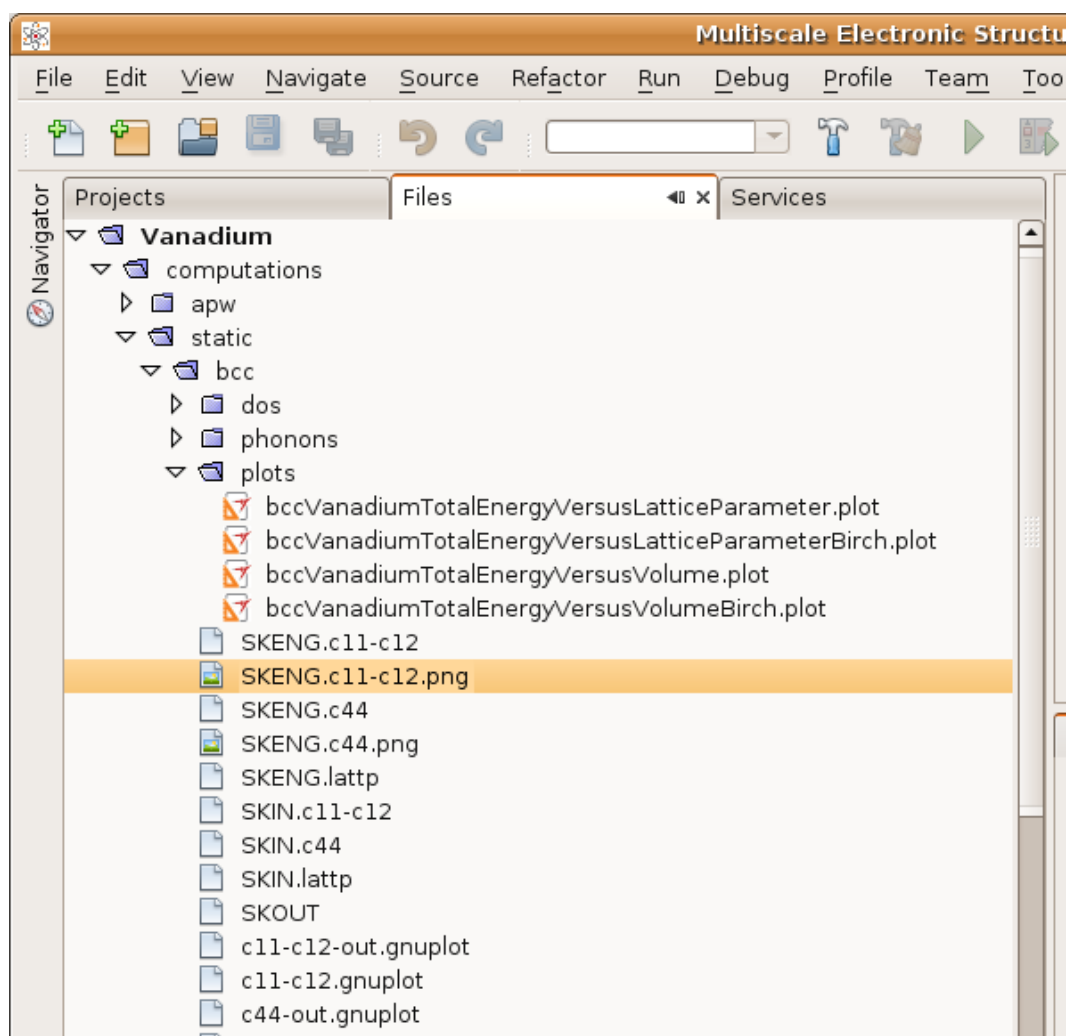 Multiscale Electronic Structu
File Edit View Navigate Source Refactor Run Debug Profile Team Too
Navigator
Projects Files Services
Vanadium
computations
apw
static
bcc
dos
phonons
plots
bccVanadiumTotalEnergyVersusLatticeParameter.plot
bccVanadiumTotalEnergyVersusLatticeParameterBirch.plot
bccVanadiumTotalEnergyVersusVolume.plot
bccVanadiumTotalEnergyVersusVolumeBirch.plot
SKENG.c11-c12
SKENG.c11-c12.png
SKENG.c44
SKENG.c44.png
SKENG.lattp
SKIN.c11-c12
SKIN.c44
SKIN.lattp
SKOUT
c11-c12-out.gnuplot
c11-c12.gnuplot
c44-out.gnuplot